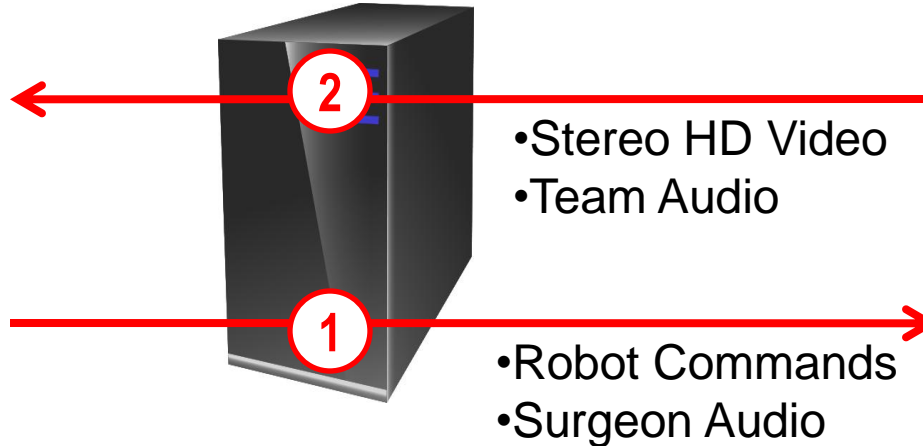 2
•Stereo HD Video
•Team Audio
1
•Robot Commands
•Surgeon Audio